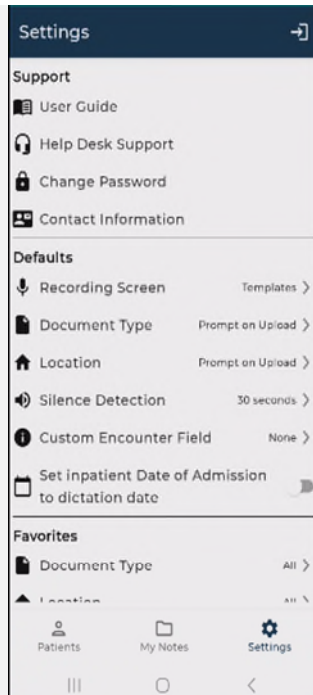 Settings
Support
User Guide
Help Desk Support
Change Password
Contact Information
Defaults
Recording Screen Templates
Document Type Prompt on Upload
Location Prompt on Upload
Silence Detection 30 seconds
Custom Encounter Field None
Set inpatient Date of Admission
to dictation date
Favorites
Document Type All
Location All
Patients My Notes Settings